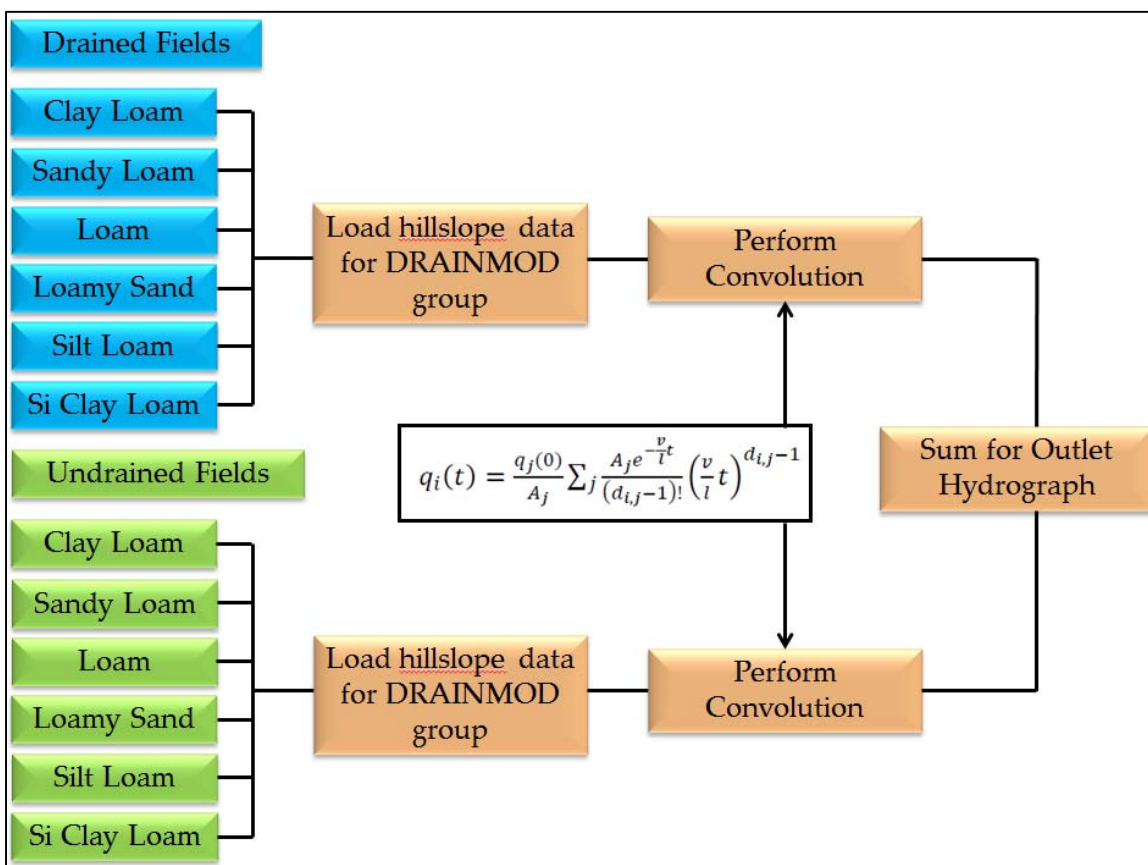 Drained Fields
Clay Loam
Sandy Loam
Loam
Loamy Sand
Silt Loam
Si Clay Loam
Load hillslope data
for DRAINMOD
group
Perform
Convolution
q_i(t) = \frac{q_j(0)}{A_j} \sum_j \frac{A_j e^{-\frac{v}{l}t}}{(d_{i,j}-1)!} \left(\frac{v}{l}t\right)^{d_{i,j}-1}
Sum for Outlet
Hydrograph
Undrained Fields
Clay Loam
Sandy Loam
Loam
Loamy Sand
Silt Loam
Si Clay Loam
Load hillslope data
for DRAINMOD
group
Perform
Convolution